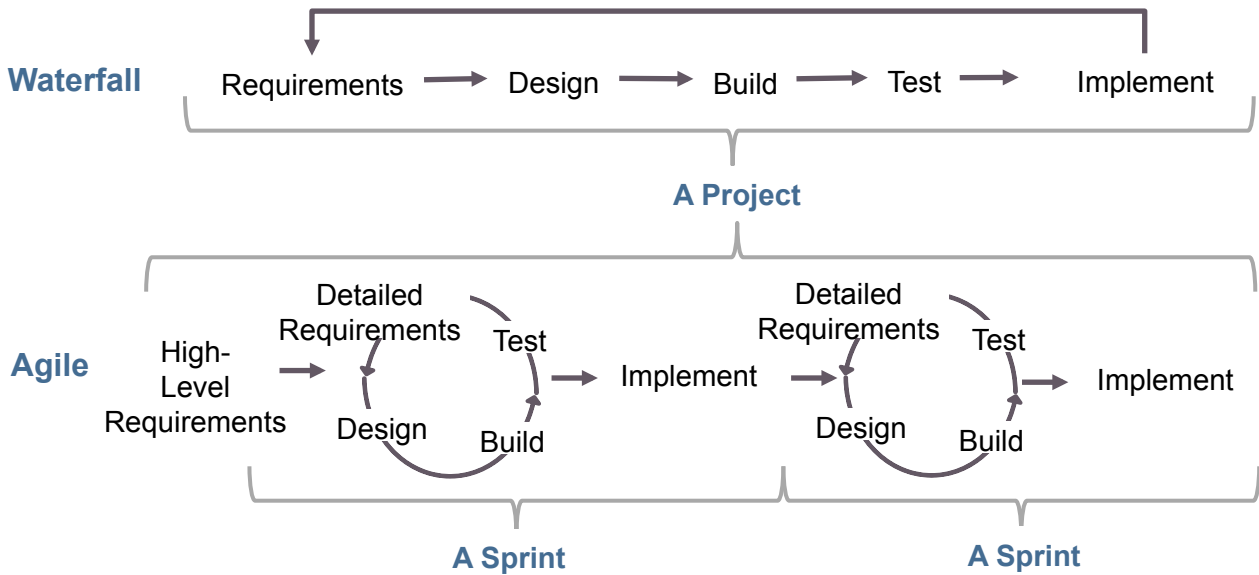 Waterfall
Requirements
Design
Build
Test
Implement
A Project
Agile
High-
Level
Requirements
Detailed
Requirements
Test
Design
Build
Implement
Detailed
Requirements
Test
Design
Build
Implement
A Sprint
A Sprint